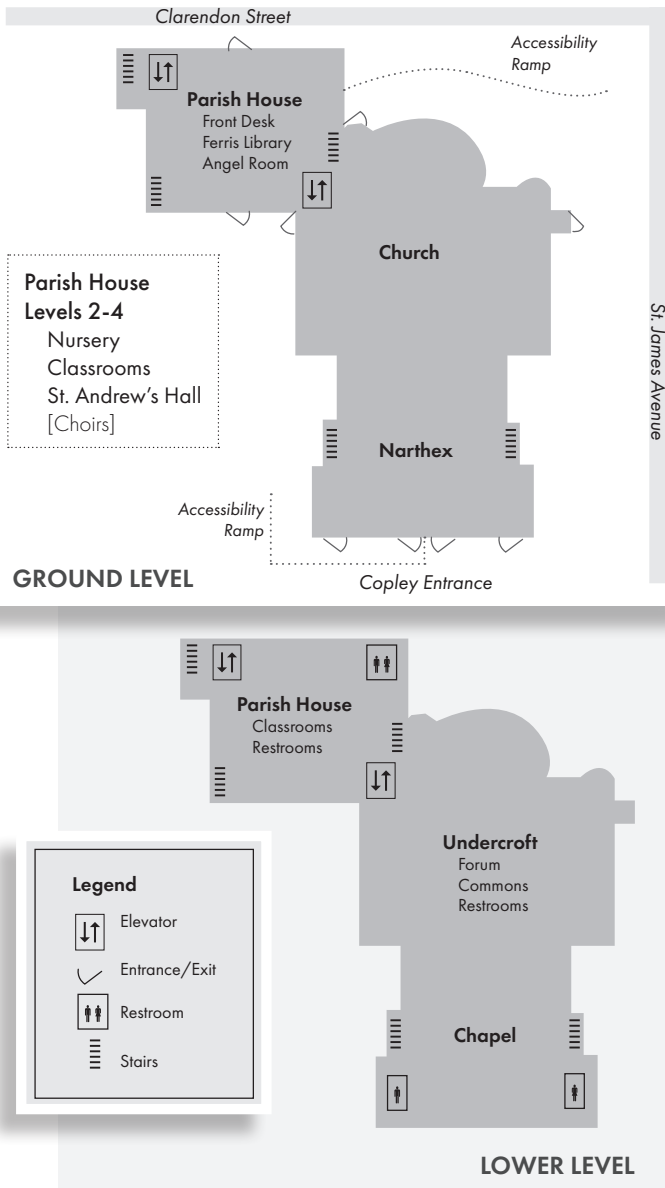 Clarendon Street
Accessibility
Ramp
Parish House
Front Desk
Ferris Library
Angel Room
Church
Parish House
Levels 2-4
Nursery
Classrooms
St. Andrew's Hall
[Choirs]
St. James Avenue
Narthex
Accessibility
Ramp
GROUND LEVEL
Copley Entrance
Parish House
Classrooms
Restrooms
Undercroft
Forum
Commons
Restrooms
Legend
Elevator
Entrance/Exit
Restroom
Stairs
Chapel
LOWER LEVEL